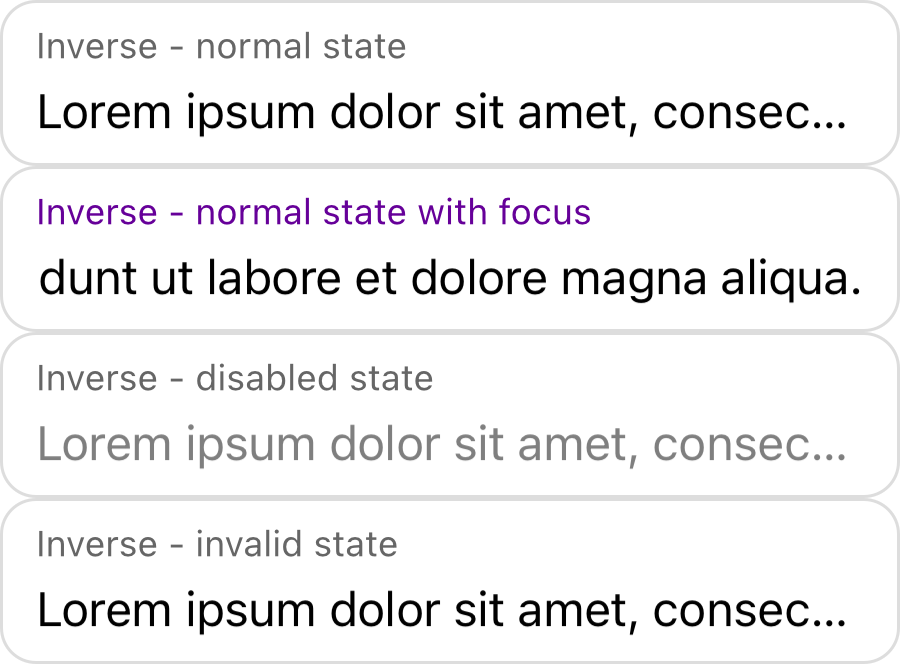 Inverse - normal state
Lorem ipsum dolor sit amet, consec...
Inverse - normal state with focus
dunt ut labore et dolore magna aliqua.
Inverse - disabled state
Lorem ipsum dolor sit amet, consec...
Inverse - invalid state
Lorem ipsum dolor sit amet, consec...